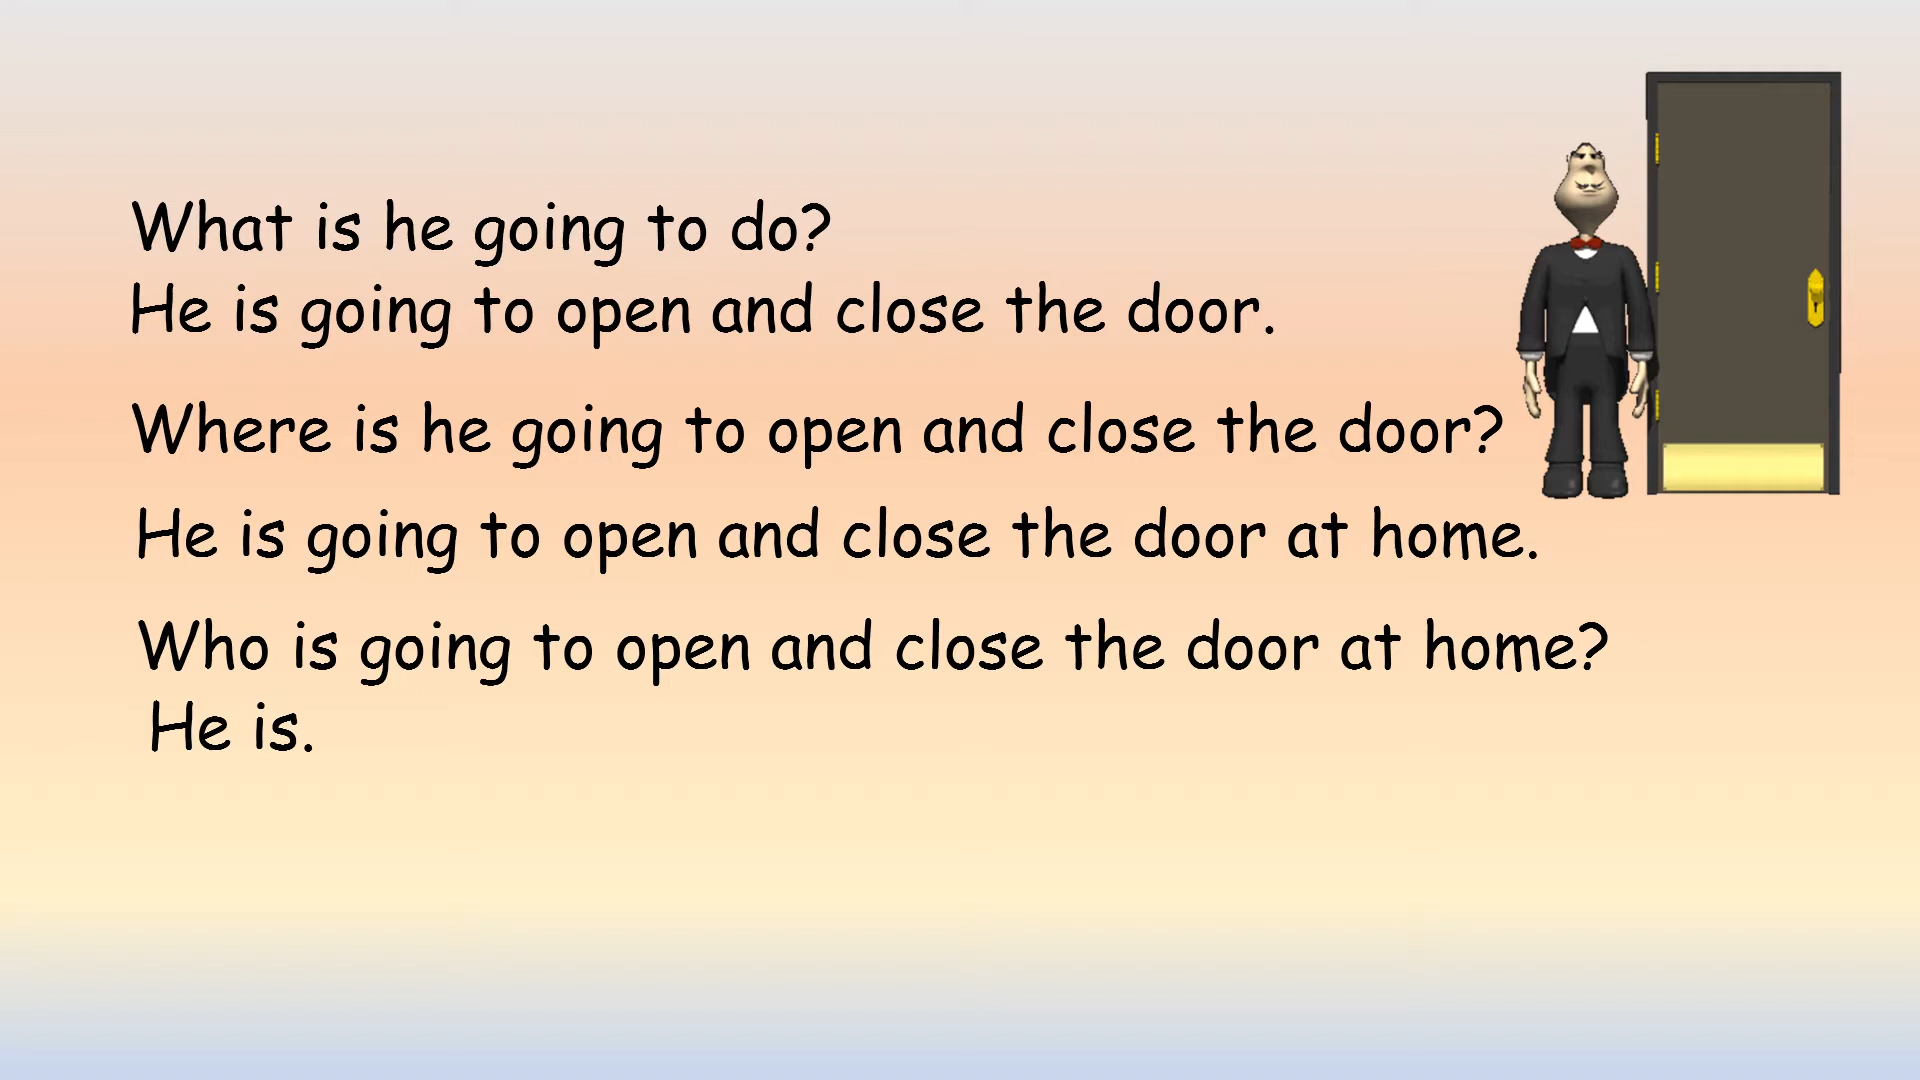 What is he going to do?
He is going to open and close the door.
Where is he going to open and close the door?
He is going to open and close the door at home.
Who is going to open and close the door at home?
He is.